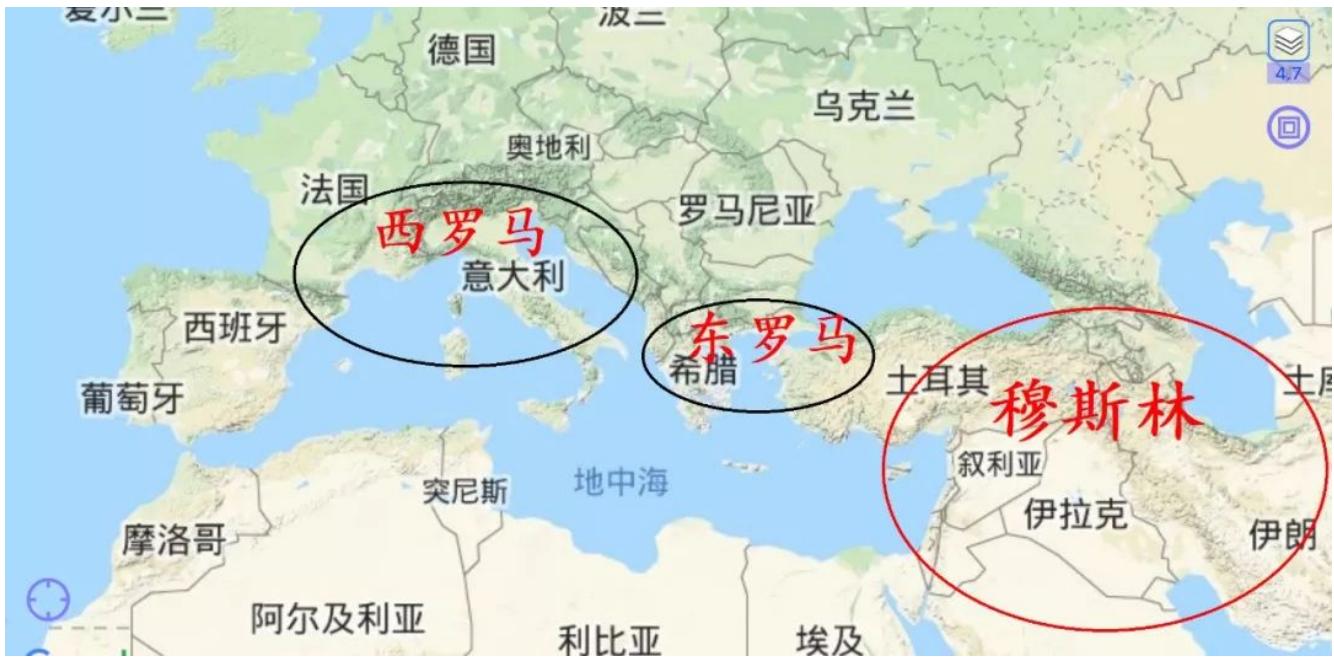 爱尔兰
波兰
德国
4.7
乌克兰
奥地利
法国
西罗马
罗马尼亚
意大利
西班牙
东罗马
希腊
葡萄牙
土耳其
穆斯林
叙利亚
地中海
突尼斯
伊拉克
摩洛哥
伊朗
阿尔及利亚
利比亚
埃及